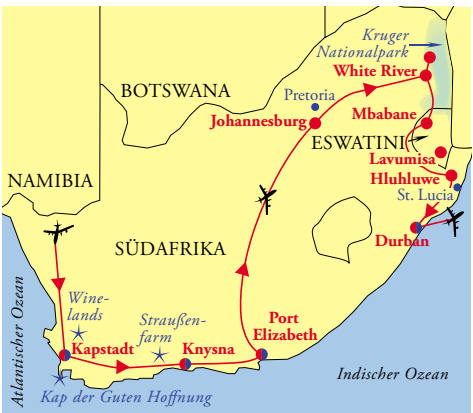 Kruger
Nationalpark
White River
BOTSWANA
Pretoria
Mbabane
Johannesburg
ESWATINI
Lavumisa
Hluhluwe
NAMIBIA
St. Lucia
Durban
SÜDAFRIKA
Wine-
lands
Straußen-
farm
Port
Elizabeth
Kapstadt
Knysna
Atlantischer Ozean
Indischer Ozean
Kap der Guten Hoffnung